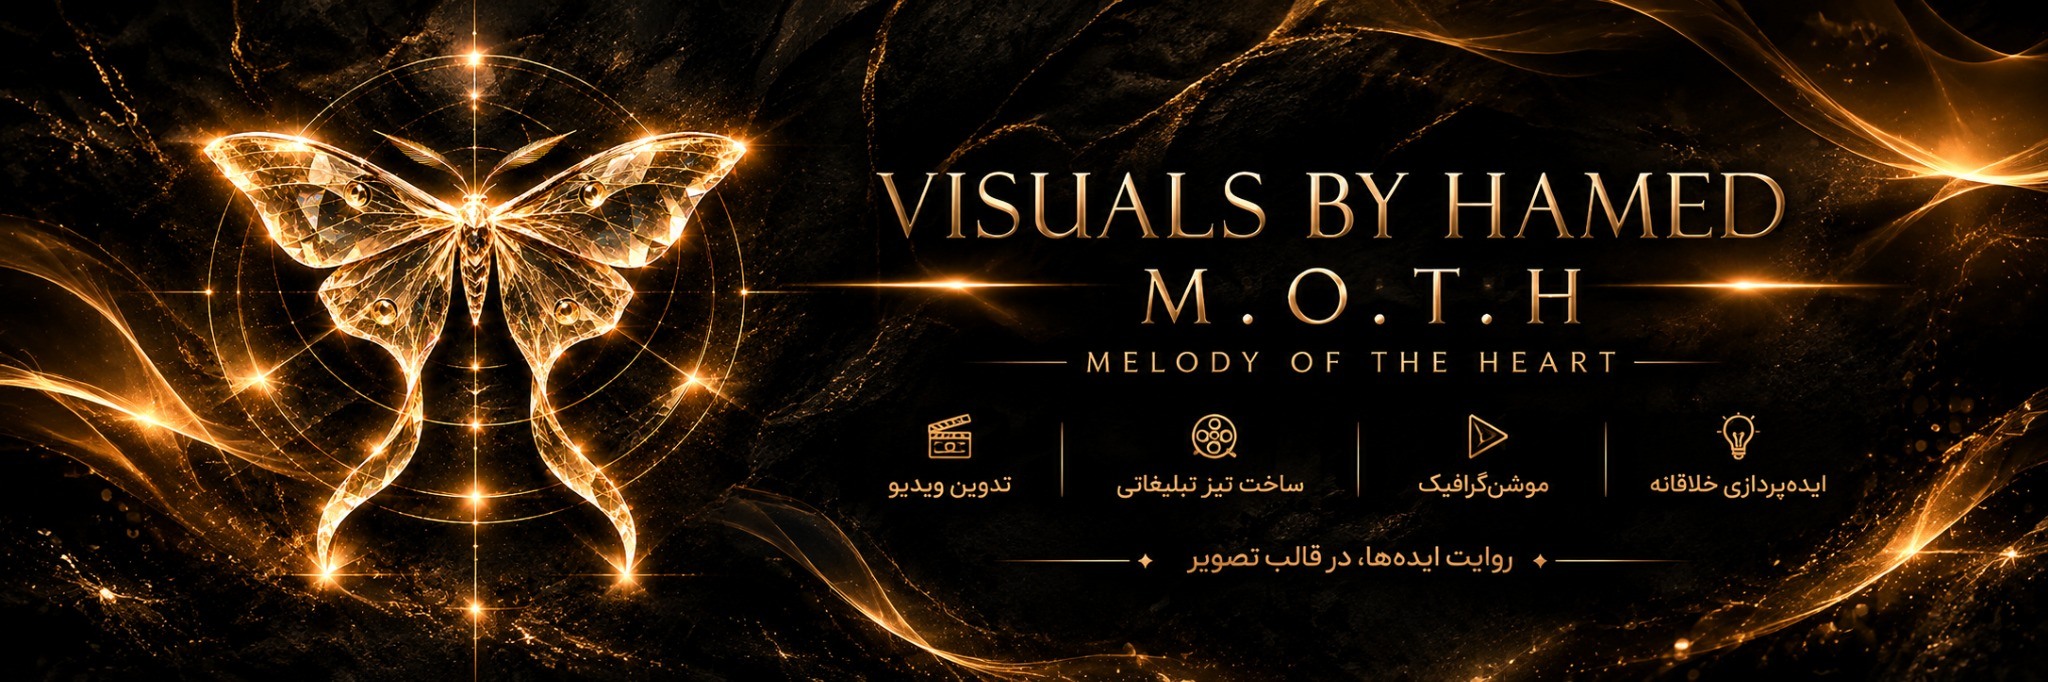 VISUALS BY HAMED
M.O.T.H
MELODY OF THE HEART
ایده‌پردازی خلاقانه
موشن‌گرافیک
ساخت تیز تبلیغاتی
تدوین ویدیو
روایت ایده‌ها، در قالب تصویر